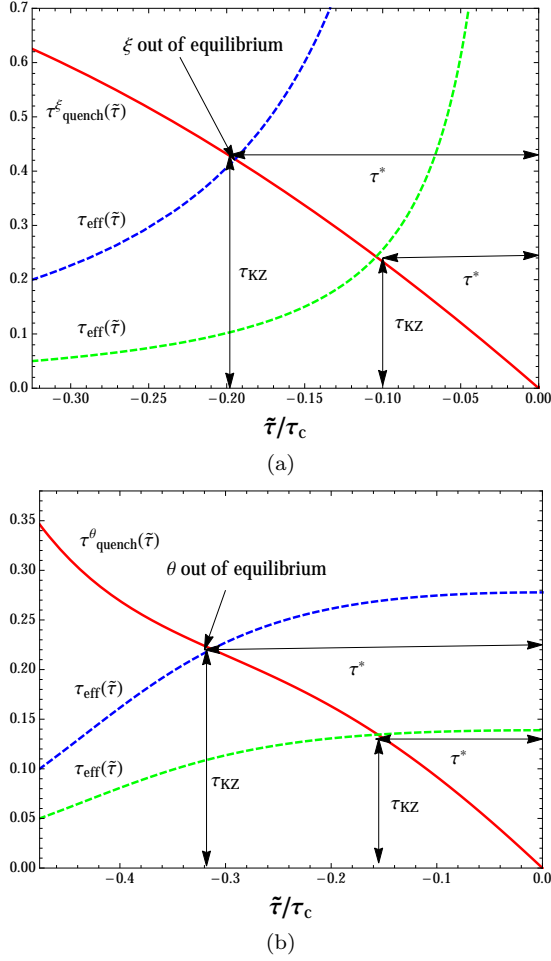 0.7
0.6
0.5
0.4
0.3
0.2
0.1
0.0
ξ out of equilibrium
τ^ξ_quench(τ̃)
τ*
τ_eff(τ̃)
τ_KZ
τ*
τ_eff(τ̃)
τ_KZ
−0.30 −0.25 −0.20 −0.15 −0.10 −0.05 0.00
τ̃/τ_c
(a)
0.35
0.30
0.25
0.20
0.15
0.10
0.05
0.00
τ^θ_quench(τ̃)
θ out of equilibrium
τ*
τ_eff(τ̃)
τ_eff(τ̃)
τ*
τ_KZ
τ_KZ
−0.4 −0.3 −0.2 −0.1 0.0
τ̃/τ_c
(b)